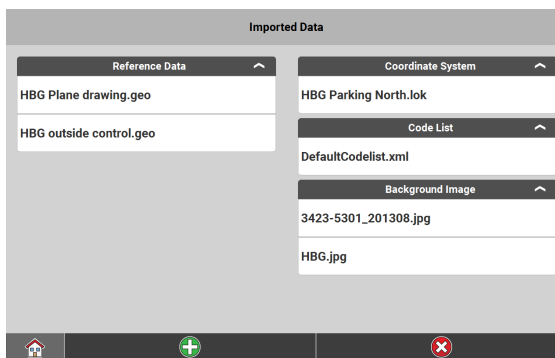 Imported Data
Reference Data
HBG Plane drawing.geo
HBG outside control.geo
Coordinate System
HBG Parking North.lok
Code List
DefaultCodelist.xml
Background Image
3423-5301_201308.jpg
HBG.jpg